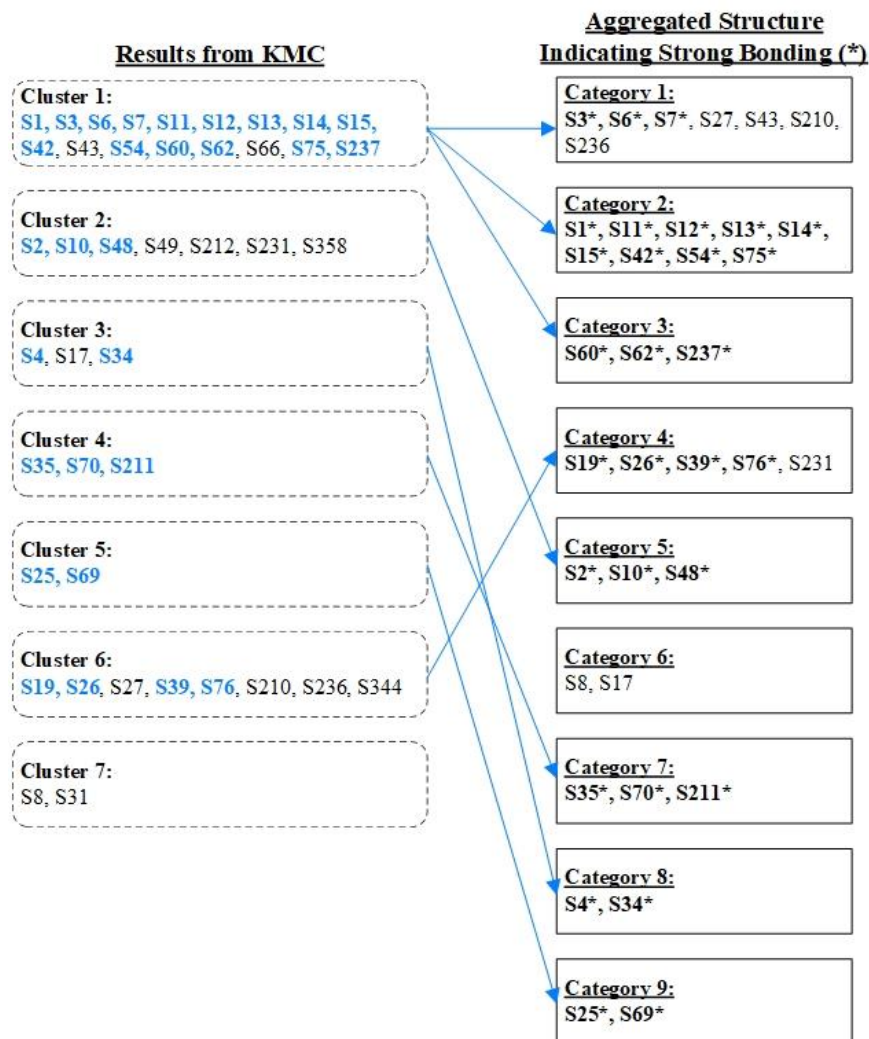 Results from KMC
Cluster 1:
S1, S3, S6, S7, S11, S12, S13, S14, S15,
S42, S43, S54, S60, S62, S66, S75, S237
Cluster 2:
S2, S10, S48, S49, S212, S231, S358
Cluster 3:
S4, S17, S34
Cluster 4:
S35, S70, S211
Cluster 5:
S25, S69
Cluster 6:
S19, S26, S27, S39, S76, S210, S236, S344
Cluster 7:
S8, S31
Aggregated Structure
Indicating Strong Bonding (*)
Category 1:
S3*, S6*, S7*, S27, S43, S210,
S236
Category 2:
S1*, S11*, S12*, S13*, S14*,
S15*, S42*, S54*, S75*
Category 3:
S60*, S62*, S237*
Category 4:
S19*, S26*, S39*, S76*, S231
Category 5:
S2*, S10*, S48*
Category 6:
S8, S17
Category 7:
S35*, S70*, S211*
Category 8:
S4*, S34*
Category 9:
S25*, S69*